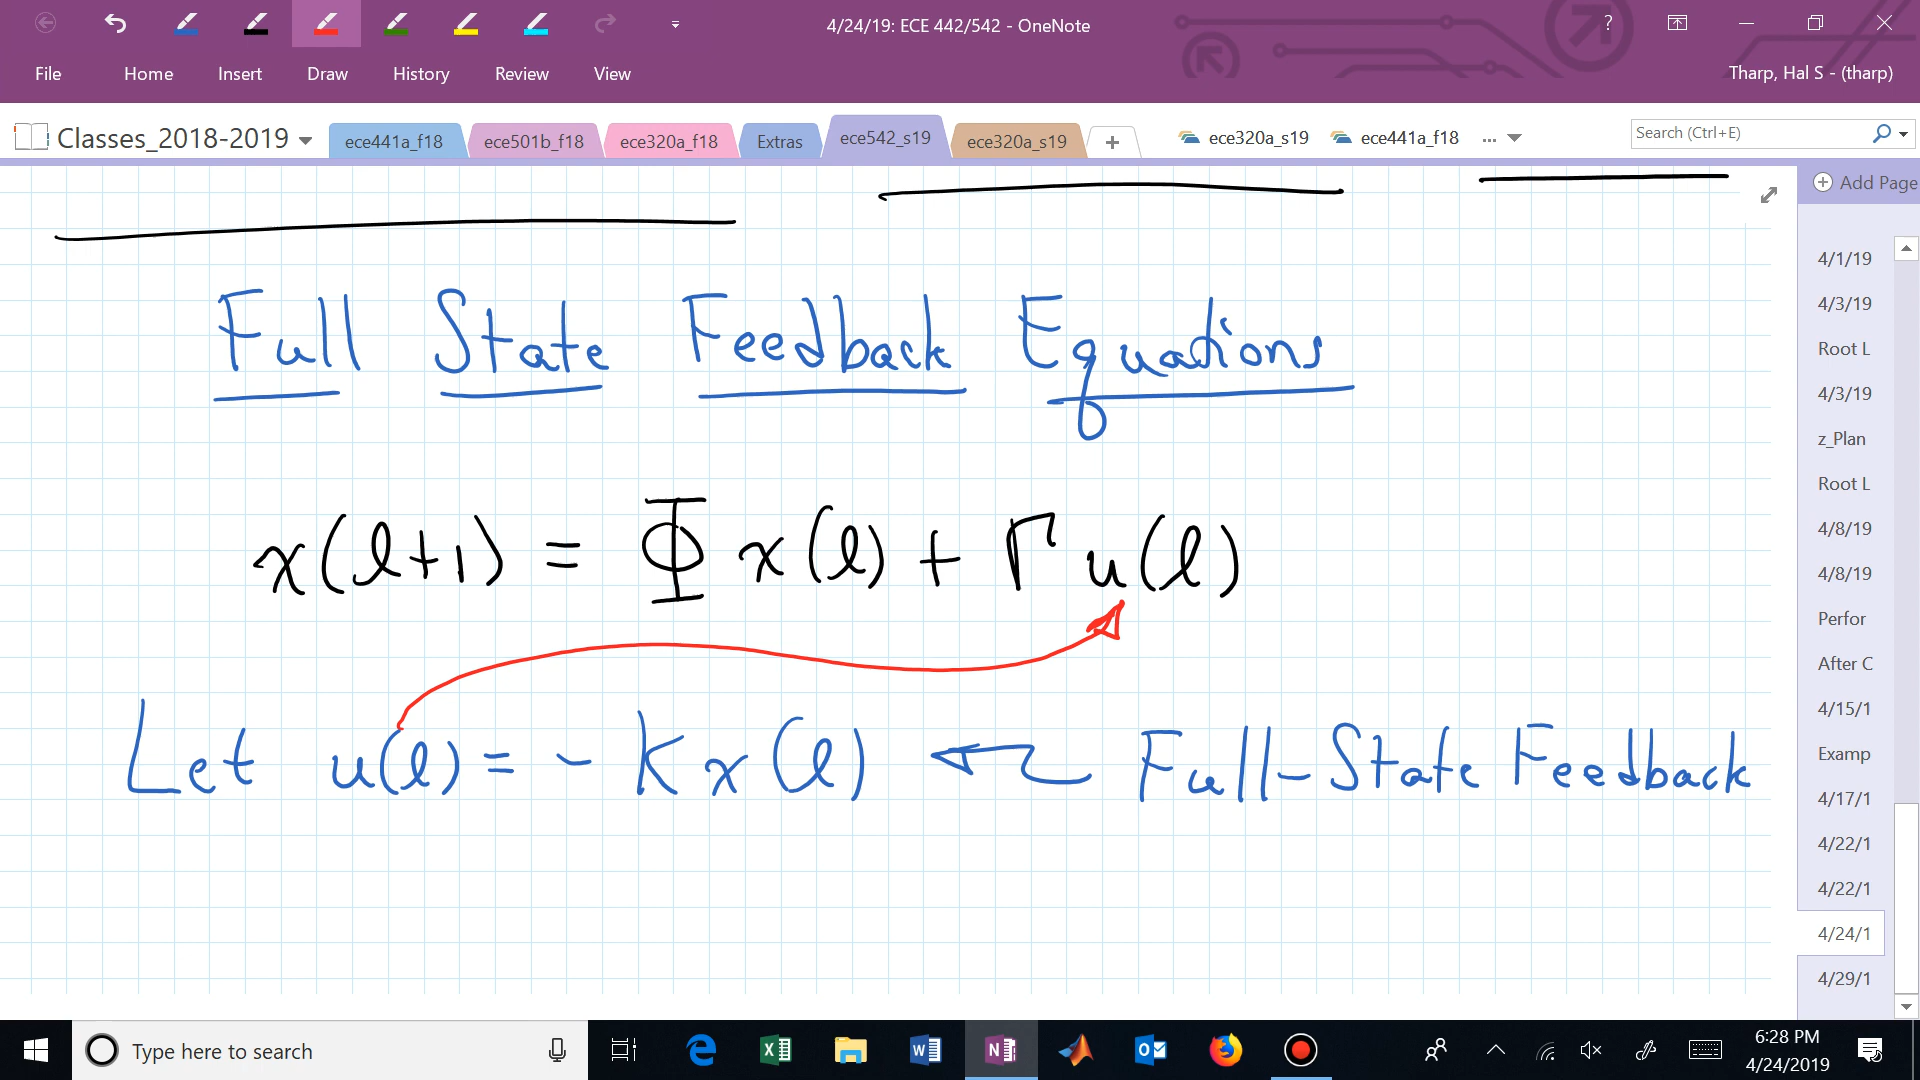 4/24/19: ECE 442/542 - OneNote
?
File Home Insert Draw History Review View
Tharp, Hal S - (tharp)
Classes_2018-2019
ece441a_f18 ece501b_f18 ece320a_f18 Extras ece542_s19 ece320a_s19 + ece320a_s19 ece441a_f18 ...
Search (Ctrl+E)
Add Page
4/1/19
4/3/19
Root L
4/3/19
z_Plan
Root L
4/8/19
4/8/19
Perfor
After C
4/15/1
Examp
4/17/1
4/22/1
4/22/1
4/24/1
4/29/1
Full State Feedback Equations
x(l+1) = Φ x(l) + Γ u(l)
Let u(l) = - K x(l) ← Full-State Feedback
Type here to search
6:28 PM
4/24/2019